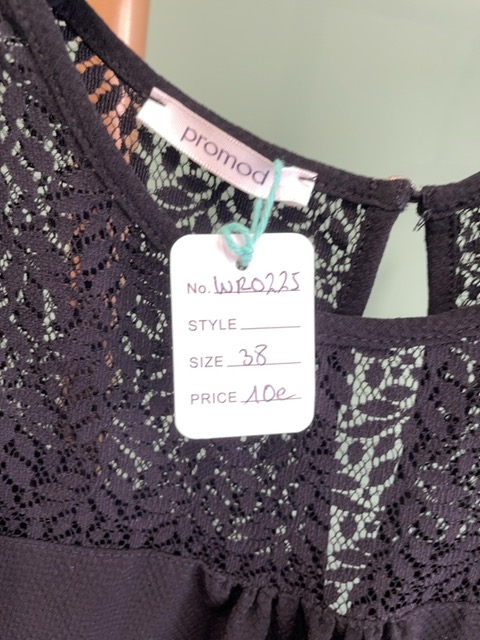 promod
No. WR0225
STYLE
SIZE 38
PRICE 10e